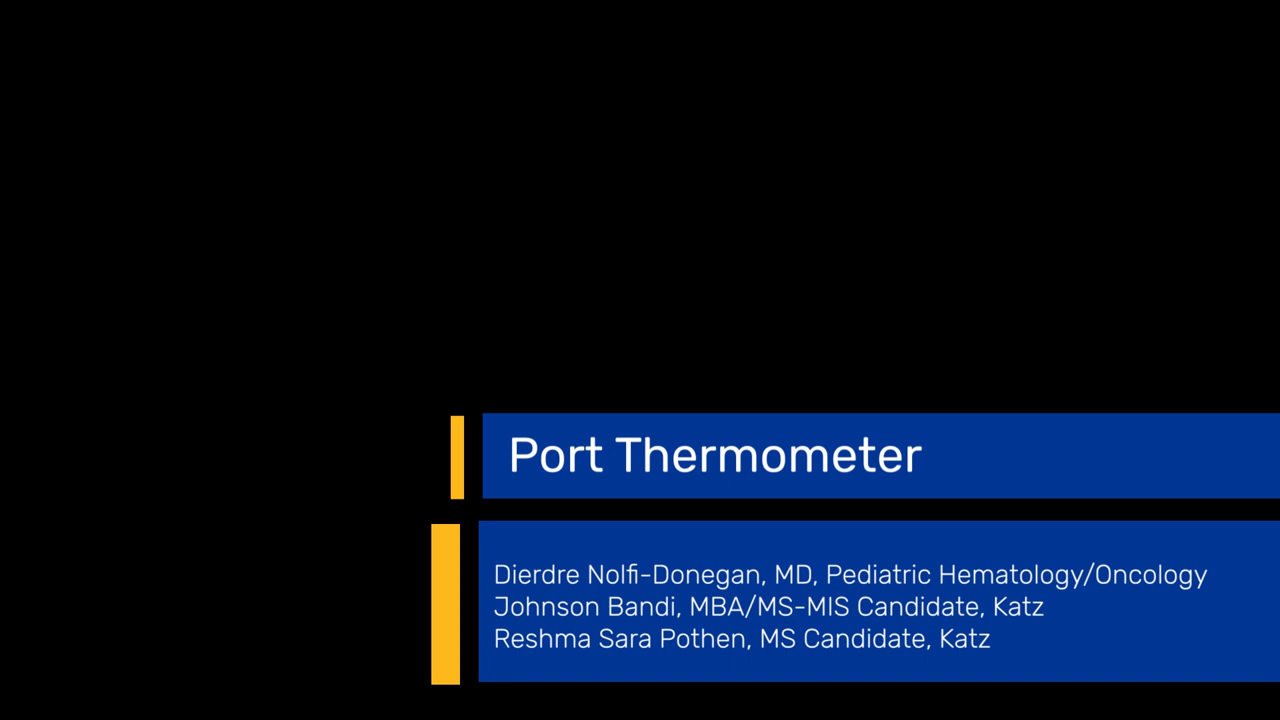 Port Thermometer
Dierdre Nolfi-Donegan, MD, Pediatric Hematology/Oncology
Johnson Bandi, MBA/MS-MIS Candidate, Katz
Reshma Sara Pothen, MS Candidate, Katz